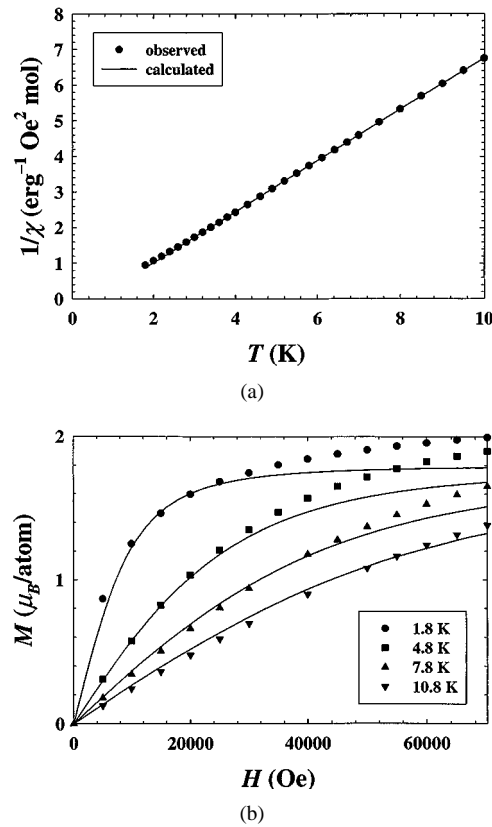 8
7
6
5
4
3
2
1
0
● observed
— calculated
1/χ (erg⁻¹ Oe² mol)
0 2 4 6 8 10
T (K)
(a)
2
1
0
M (μ_B/atom)
● 1.8 K
■ 4.8 K
▲ 7.8 K
▼ 10.8 K
0 20000 40000 60000
H (Oe)
(b)